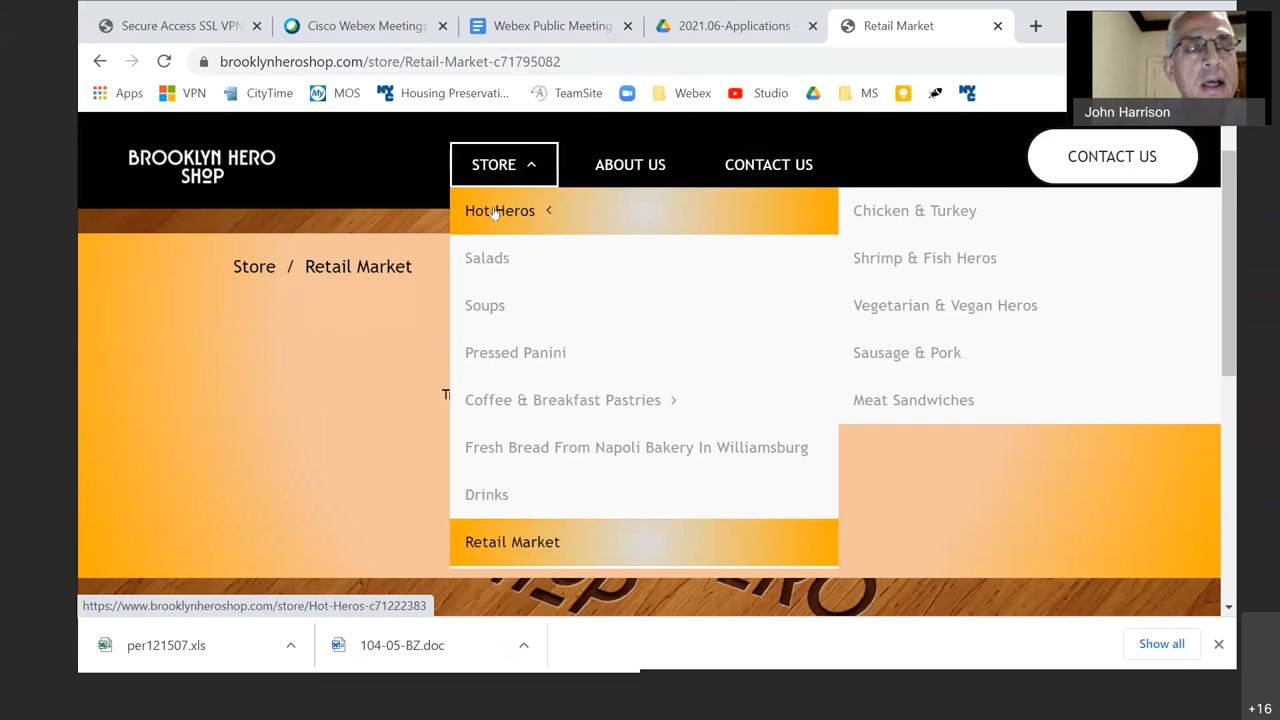 Secure Access SSL VPN
Cisco Webex Meetings
Webex Public Meeting
2021.06-Applications
Retail Market
brooklynheroshop.com/store/Retail-Market-c71795082
Apps
VPN
CityTime
MOS
Housing Preservati...
TeamSite
Webex
Studio
MS
John Harrison
BROOKLYN HERO
SHOP
STORE
ABOUT US
CONTACT US
CONTACT US
Hot Heros
Chicken & Turkey
Store / Retail Market
Salads
Shrimp & Fish Heros
Soups
Vegetarian & Vegan Heros
Pressed Panini
Sausage & Pork
Coffee & Breakfast Pastries
Meat Sandwiches
Fresh Bread From Napoli Bakery In Williamsburg
Drinks
Retail Market
SHOP
HERO
https://www.brooklynheroshop.com/store/Hot-Heros-c71222383
per121507.xls
104-05-BZ.doc
Show all
+16